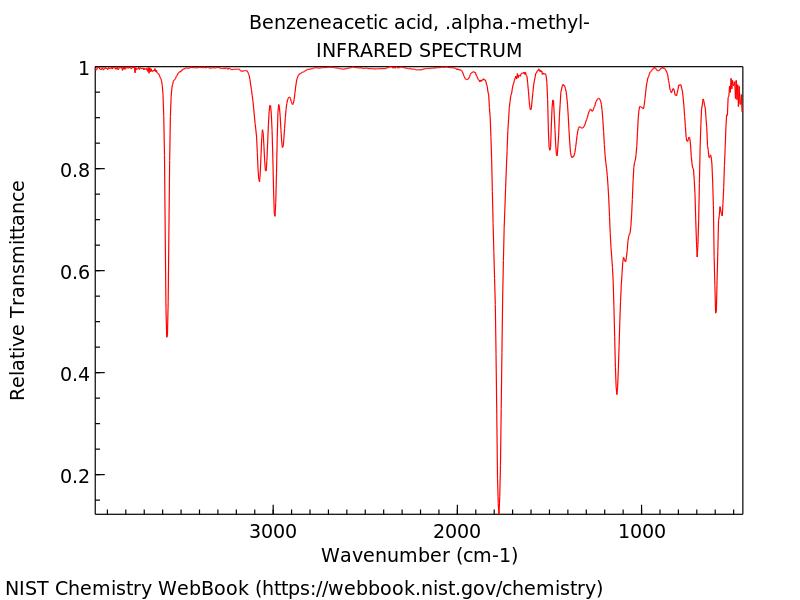 Benzeneacetic acid, .alpha.-methyl-
INFRARED SPECTRUM
1
0.8
0.6
0.4
0.2
Relative Transmittance
3000 2000 1000
Wavenumber (cm-1)
NIST Chemistry WebBook (https://webbook.nist.gov/chemistry)